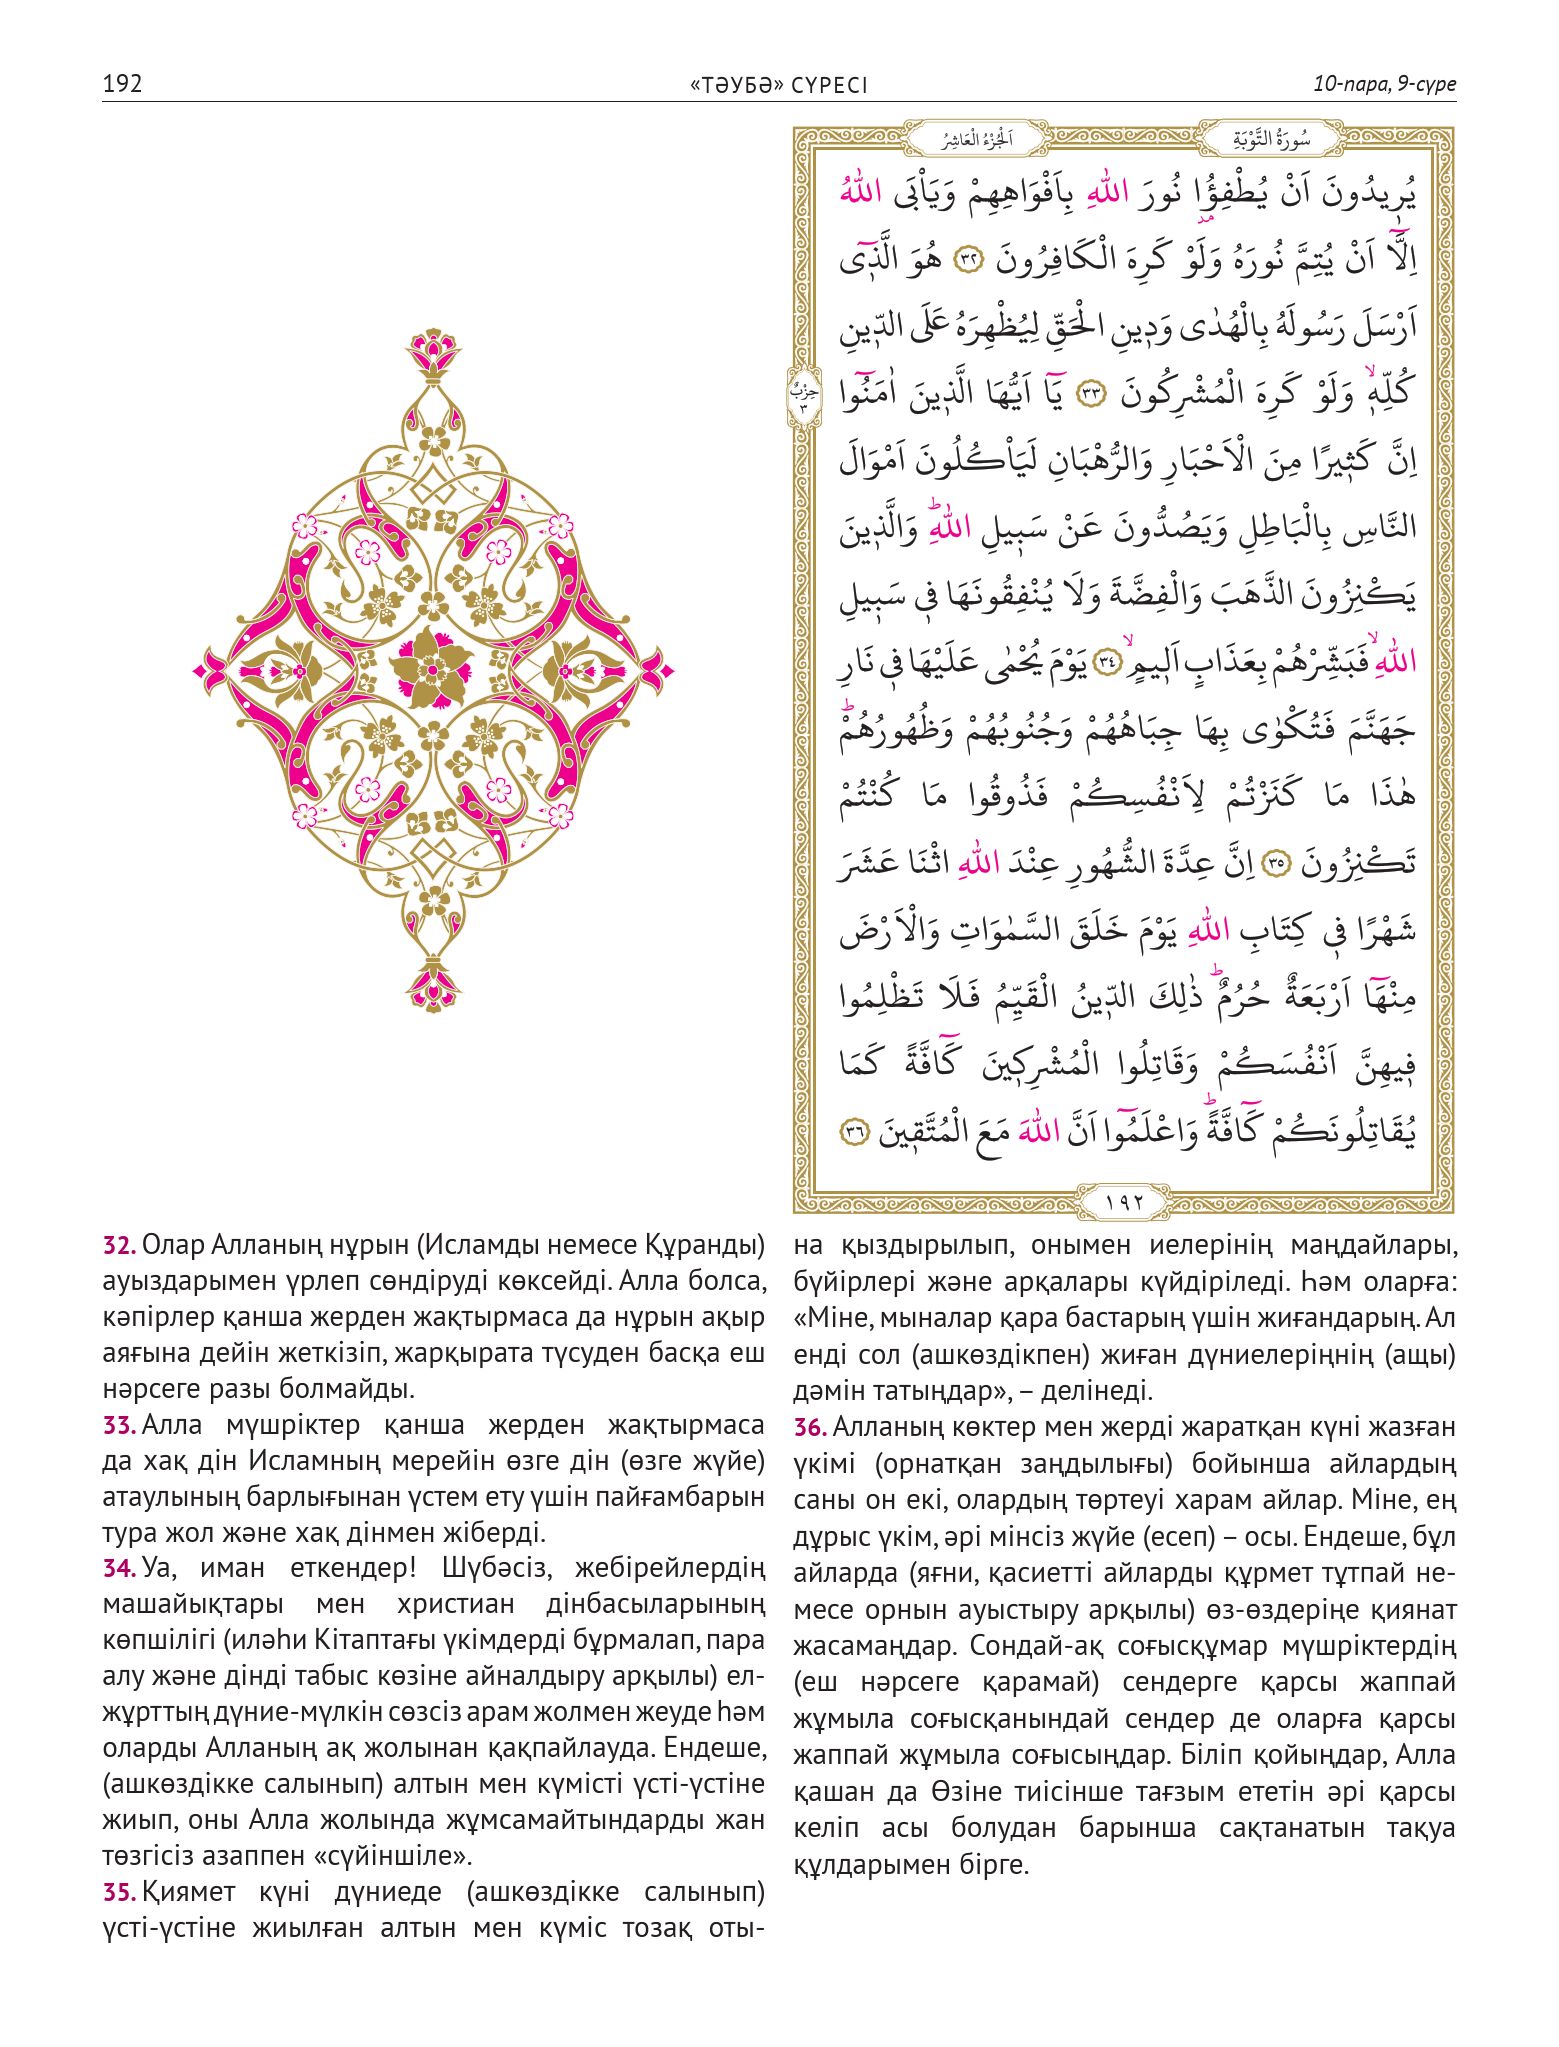 192
«ТӘУБӘ» СҮРЕСІ
10-пара, 9-сүре
سُورَةُ التَّوْبَةِ
اَلْجُزْءُ الْعَاشِرُ
يُرٖيدُونَ اَنْ يُطْفِؤُ۫ا نُورَ اللّٰهِ بِاَفْوَاهِهِمْ وَيَاْبَى اللّٰهُ
اِلَّٓا اَنْ يُتِمَّ نُورَهُ وَلَوْ كَرِهَ الْكَافِرُونَ ﴿٣٢﴾ هُوَ الَّذٖٓى
اَرْسَلَ رَسُولَهُ بِالْهُدٰى وَدٖينِ الْحَقِّ لِيُظْهِرَهُ عَلَى الدّٖينِ
كُلِّهٖۙ وَلَوْ كَرِهَ الْمُشْرِكُونَ ﴿٣٣﴾ يَٓا اَيُّهَا الَّذٖينَ اٰمَنُٓوا
حِزْبٌ
٣
اِنَّ كَثٖيرًا مِنَ الْاَحْبَارِ وَالرُّهْبَانِ لَيَاْكُلُونَ اَمْوَالَ
النَّاسِ بِالْبَاطِلِ وَيَصُدُّونَ عَنْ سَبٖيلِ اللّٰهِؕ وَالَّذٖينَ
يَكْنِزُونَ الذَّهَبَ وَالْفِضَّةَ وَلَا يُنْفِقُونَهَا فٖى سَبٖيلِ
اللّٰهِۙ فَبَشِّرْهُمْ بِعَذَابٍ اَلٖيمٍۙ ﴿٣٤﴾ يَوْمَ يُحْمٰى عَلَيْهَا فٖى نَارِ
جَهَنَّمَ فَتُكْوٰى بِهَا جِبَاهُهُمْ وَجُنُوبُهُمْ وَظُهُورُهُمْؕ
هٰذَا مَا كَنَزْتُمْ لِاَنْفُسِكُمْ فَذُوقُوا مَا كُنْتُمْ
تَكْنِزُونَ ﴿٣٥﴾ اِنَّ عِدَّةَ الشُّهُورِ عِنْدَ اللّٰهِ اثْنَا عَشَرَ
شَهْرًا فٖى كِتَابِ اللّٰهِ يَوْمَ خَلَقَ السَّمٰوَاتِ وَالْاَرْضَ
مِنْهَٓا اَرْبَعَةٌ حُرُمٌؕ ذٰلِكَ الدّٖينُ الْقَيِّمُ فَلَا تَظْلِمُوا
فٖيهِنَّ اَنْفُسَكُمْ وَقَاتِلُوا الْمُشْرِكٖينَ كَٓافَّةً كَمَا
يُقَاتِلُونَكُمْ كَٓافَّةًؕ وَاعْلَمُٓوا اَنَّ اللّٰهَ مَعَ الْمُتَّقٖينَ ﴿٣٦﴾
١٩٢
32. Олар Алланың нұрын (Исламды немесе Құранды)
ауыздарымен үрлеп сөндіруді көксейді. Алла болса,
кәпірлер қанша жерден жақтырмаса да нұрын ақыр
аяғына дейін жеткізіп, жарқырата түсуден басқа еш
нәрсеге разы болмайды.
33. Алла мүшріктер қанша жерден жақтырмаса
да хақ дін Исламның мерейін өзге дін (өзге жүйе)
атаулының барлығынан үстем ету үшін пайғамбарын
тура жол және хақ дінмен жіберді.
34. Уа, иман еткендер! Шүбәсіз, жебірейлердің
машайықтары мен христиан дінбасыларының
көпшілігі (иләһи Кітаптағы үкімдерді бұрмалап, пара
алу және дінді табыс көзіне айналдыру арқылы) ел-
жұрттың дүние-мүлкін сөзсіз арам жолмен жеуде һәм
оларды Алланың ақ жолынан қақпайлауда. Ендеше,
(ашкөздікке салынып) алтын мен күмісті үсті-үстіне
жиып, оны Алла жолында жұмсамайтындарды жан
төзгісіз азаппен «сүйіншіле».
35. Қиямет күні дүниеде (ашкөздікке салынып)
үсті-үстіне жиылған алтын мен күміс тозақ оты-
на қыздырылып, онымен иелерінің маңдайлары,
бүйірлері және арқалары күйдіріледі. Һәм оларға:
«Міне, мыналар қара бастарың үшін жиғандарың. Ал
енді сол (ашкөздікпен) жиған дүниелеріңнің (ащы)
дәмін татыңдар», – делінеді.
36. Алланың көктер мен жерді жаратқан күні жазған
үкімі (орнатқан заңдылығы) бойынша айлардың
саны он екі, олардың төртеуі харам айлар. Міне, ең
дұрыс үкім, әрі мінсіз жүйе (есеп) – осы. Ендеше, бұл
айларда (яғни, қасиетті айларды құрмет тұтпай не-
месе орнын ауыстыру арқылы) өз-өздеріңе қиянат
жасамаңдар. Сондай-ақ соғысқұмар мүшріктердің
(еш нәрсеге қарамай) сендерге қарсы жаппай
жұмыла соғысқанындай сендер де оларға қарсы
жаппай жұмыла соғысыңдар. Біліп қойыңдар, Алла
қашан да Өзіне тиісінше тағзым ететін әрі қарсы
келіп асы болудан барынша сақтанатын тақуа
құлдарымен бірге.